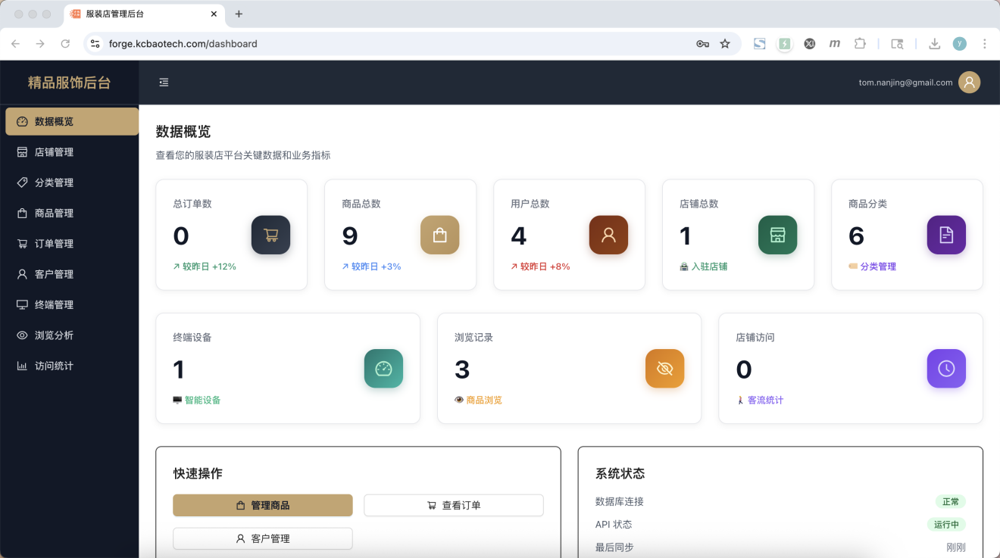 服装店管理后台
forge.kcbaotech.com/dashboard
y
精品服饰后台
tom.nanjing@gmail.com
数据概览
店铺管理
分类管理
商品管理
订单管理
客户管理
终端管理
浏览分析
访问统计
数据概览
查看您的服装店平台关键数据和业务指标
总订单数
0
较昨日 +12%
商品总数
9
较昨日 +3%
用户总数
4
较昨日 +8%
店铺总数
1
入驻店铺
商品分类
6
分类管理
终端设备
1
智能设备
浏览记录
3
商品浏览
店铺访问
0
客流统计
快速操作
管理商品
查看订单
客户管理
系统状态
数据库连接 正常
API 状态 运行中
最后同步 刚刚